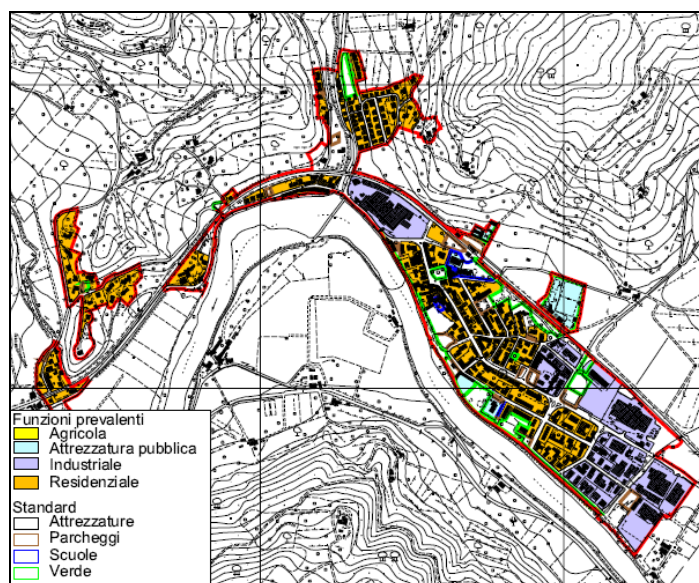 Funzioni prevalenti
Agricola
Attrezzatura pubblica
Industriale
Residenziale
Standard
Attrezzature
Parcheggi
Scuole
Verde